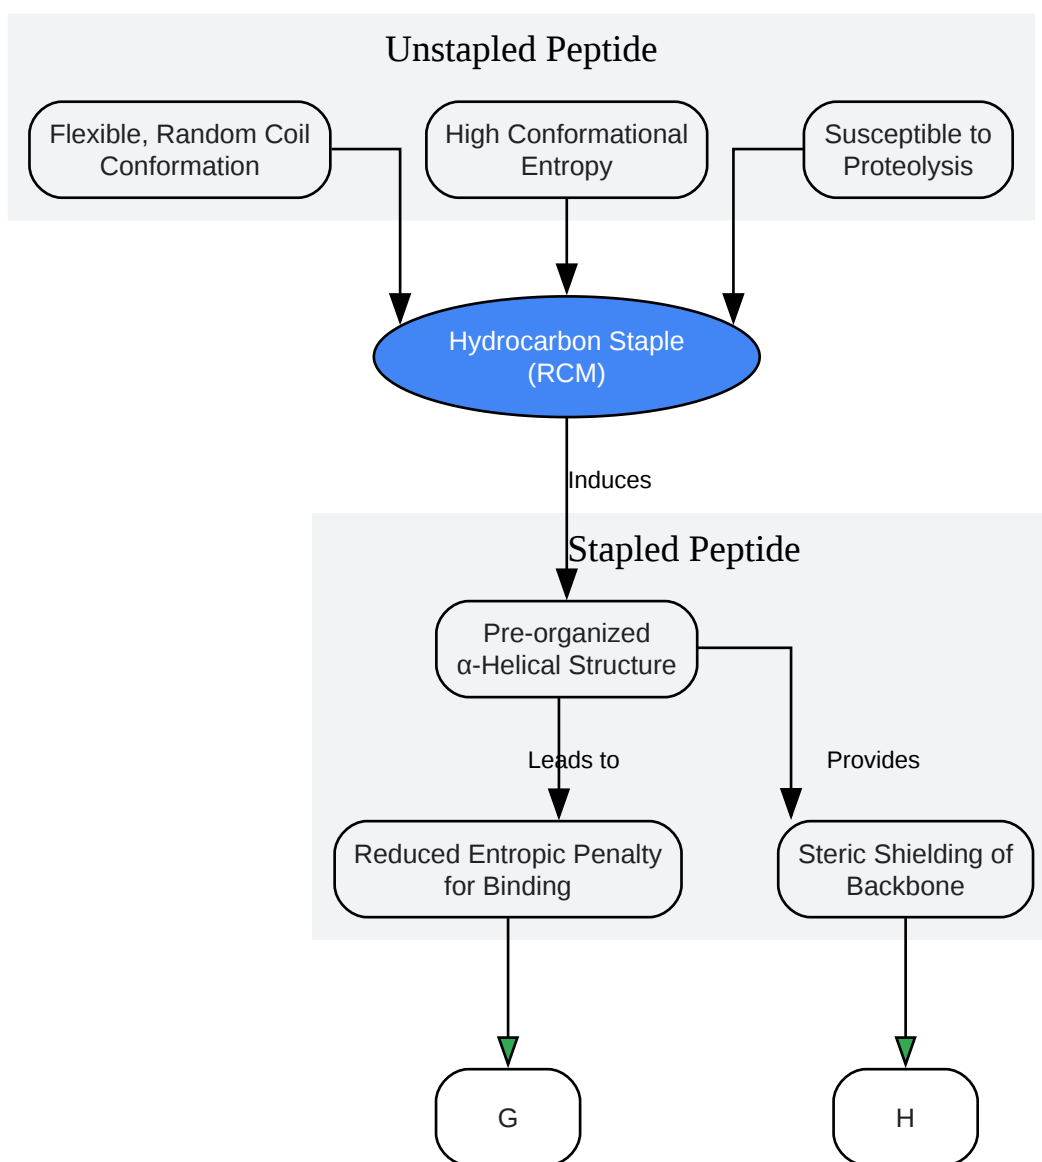 Unstapled Peptide
Flexible, Random Coil
Conformation
High Conformational
Entropy
Susceptible to
Proteolysis
Hydrocarbon Staple
(RCM)
Induces
Stapled Peptide
Pre-organized
α-Helical Structure
Leads to
Provides
Reduced Entropic Penalty
for Binding
Steric Shielding of
Backbone
G
H